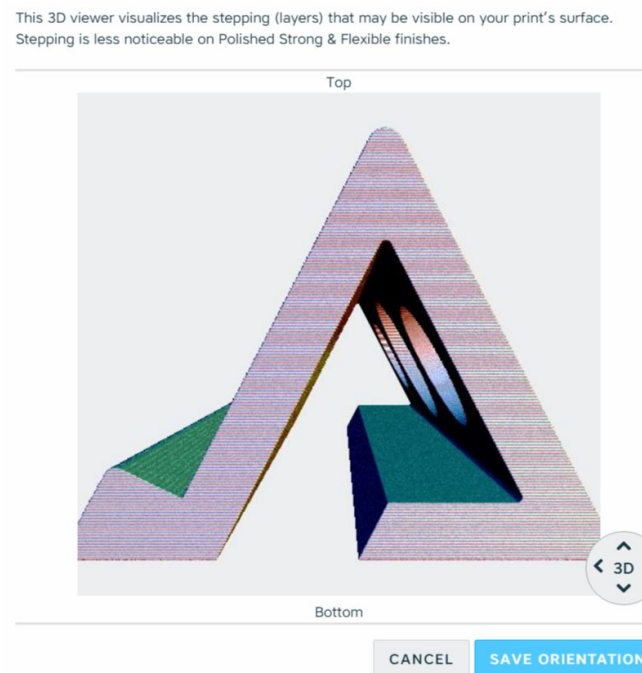 This 3D viewer visualizes the stepping (layers) that may be visible on your print's surface.
Stepping is less noticeable on Polished Strong & Flexible finishes.
Top
3D
Bottom
CANCEL
SAVE ORIENTATION